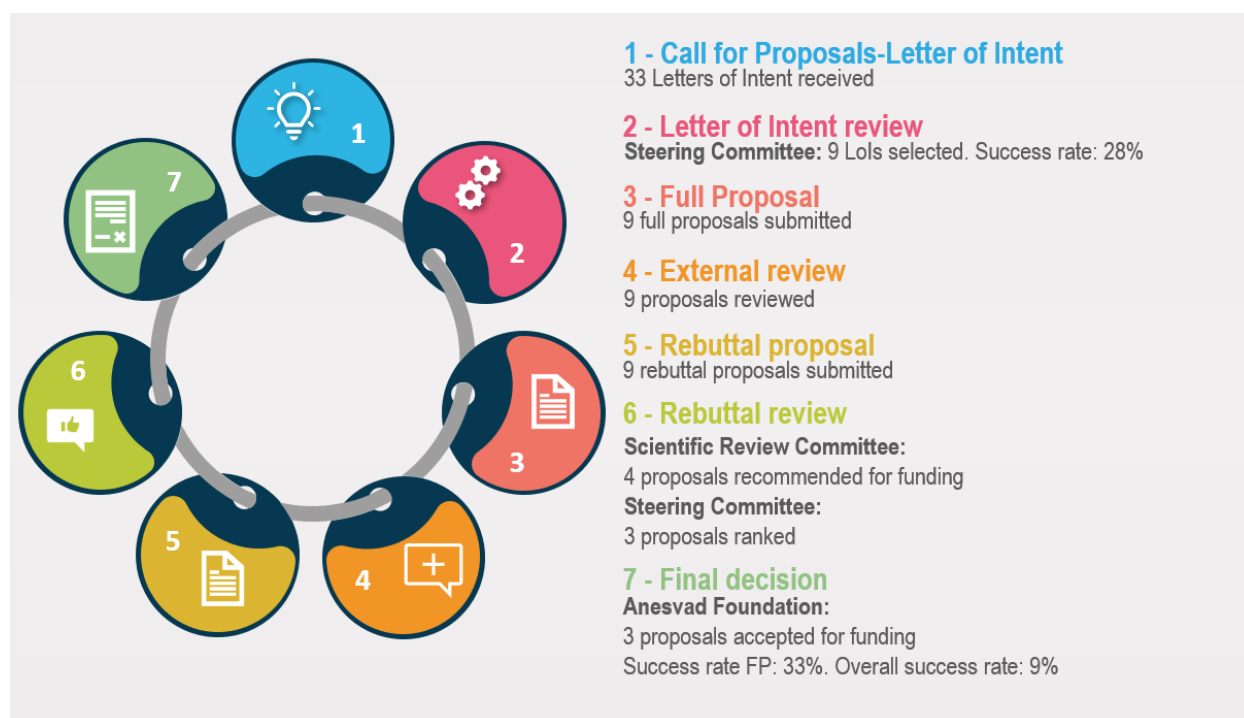 1 - Call for Proposals-Letter of Intent
33 Letters of Intent received
2 - Letter of Intent review
Steering Committee: 9 LoIs selected. Success rate: 28%
3 - Full Proposal
9 full proposals submitted
4 - External review
9 proposals reviewed
5 - Rebuttal proposal
9 rebuttal proposals submitted
6 - Rebuttal review
Scientific Review Committee:
4 proposals recommended for funding
Steering Committee:
3 proposals ranked
7 - Final decision
Anesvad Foundation:
3 proposals accepted for funding
Success rate FP: 33%. Overall success rate: 9%
1
2
3
4
5
6
7